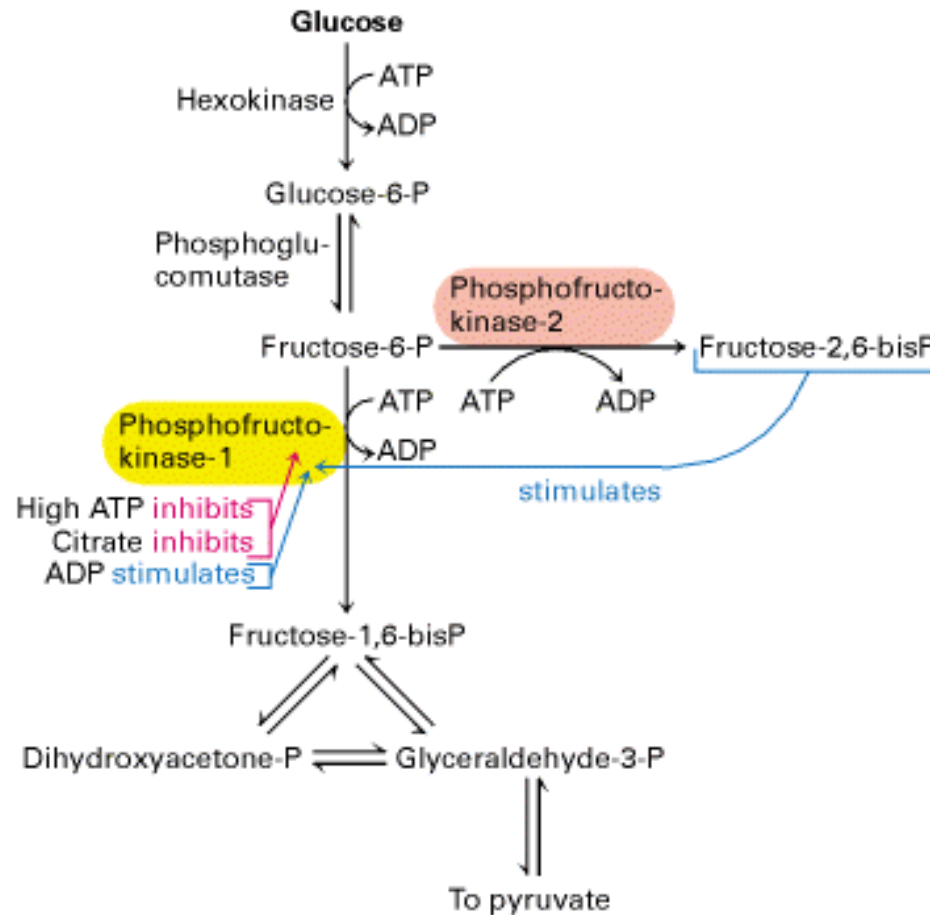 Glucose
ATP
Hexokinase
ADP
Glucose-6-P
Phosphoglu-
comutase
Phosphofructo-
kinase-2
Fructose-6-P
Fructose-2,6-bisP
ATP
ATP
ADP
Phosphofructo-
kinase-1
ADP
stimulates
High ATP inhibits
Citrate inhibits
ADP stimulates
Fructose-1,6-bisP
Dihydroxyacetone-P
Glyceraldehyde-3-P
To pyruvate